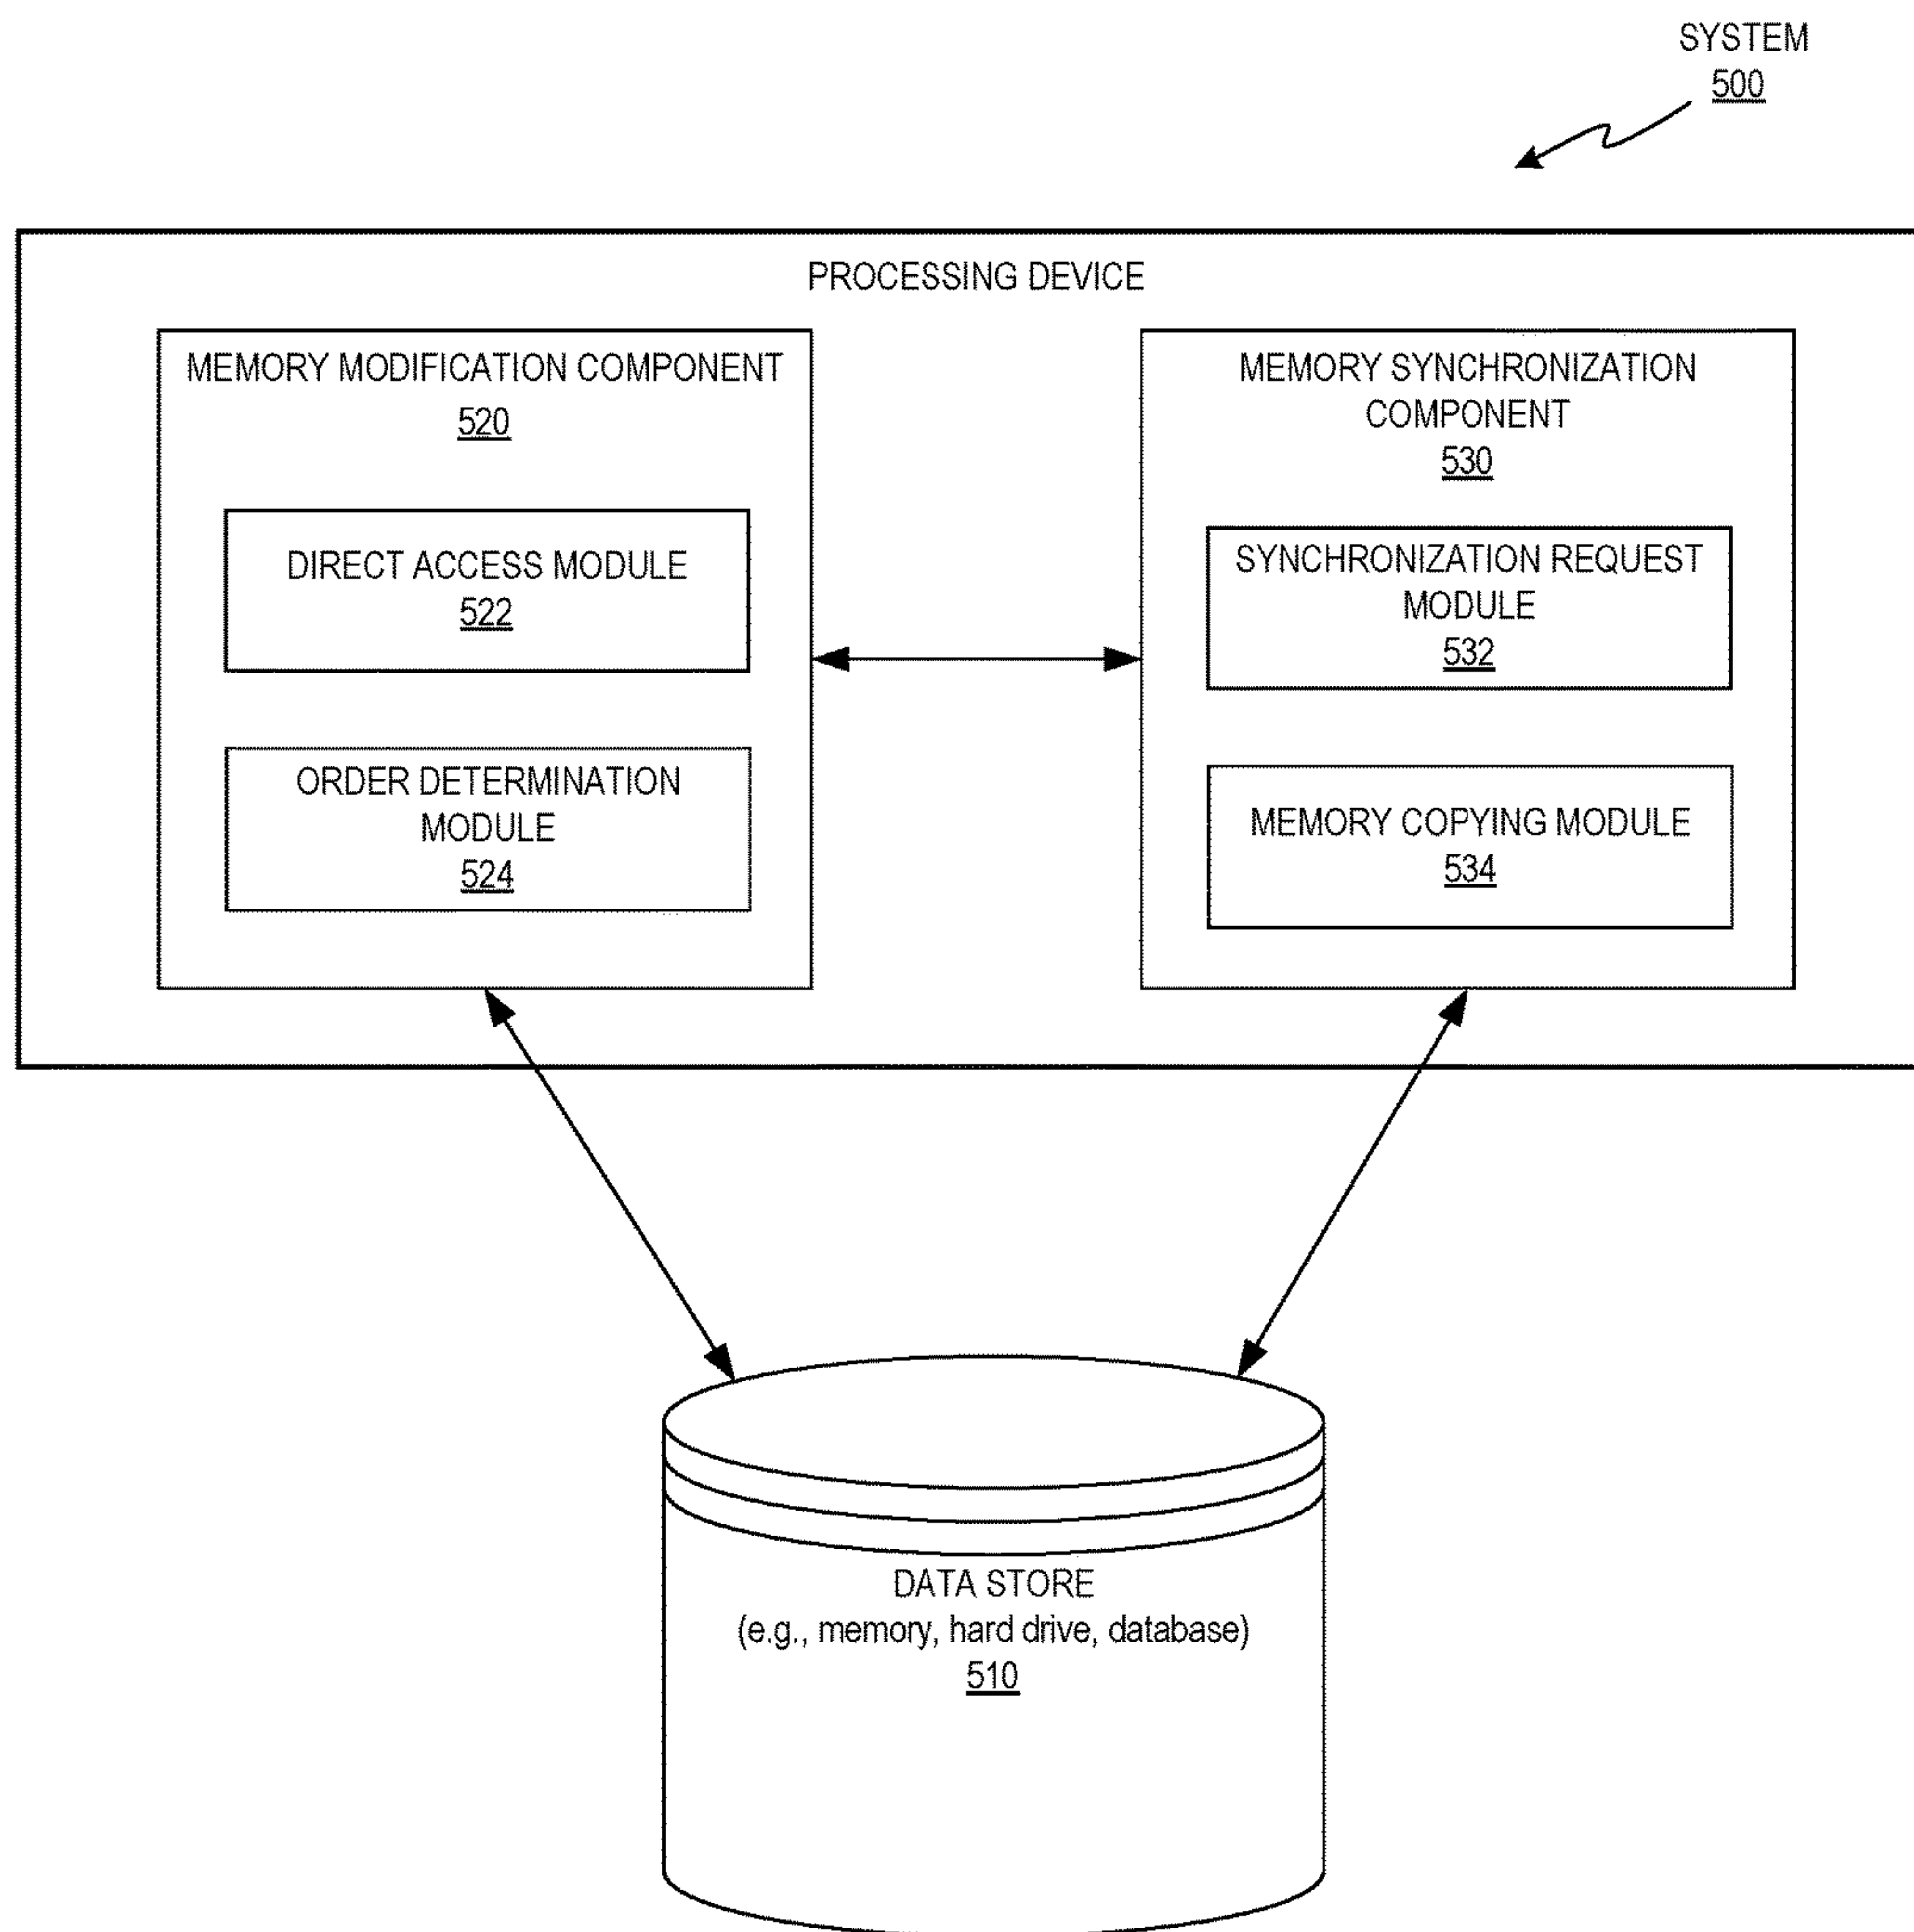 SYSTEM
500
PROCESSING DEVICE
MEMORY MODIFICATION COMPONENT
520
DIRECT ACCESS MODULE
522
ORDER DETERMINATION
MODULE
524
MEMORY SYNCHRONIZATION
COMPONENT
530
SYNCHRONIZATION REQUEST
MODULE
532
MEMORY COPYING MODULE
534
DATA STORE
(e.g., memory, hard drive, database)
510